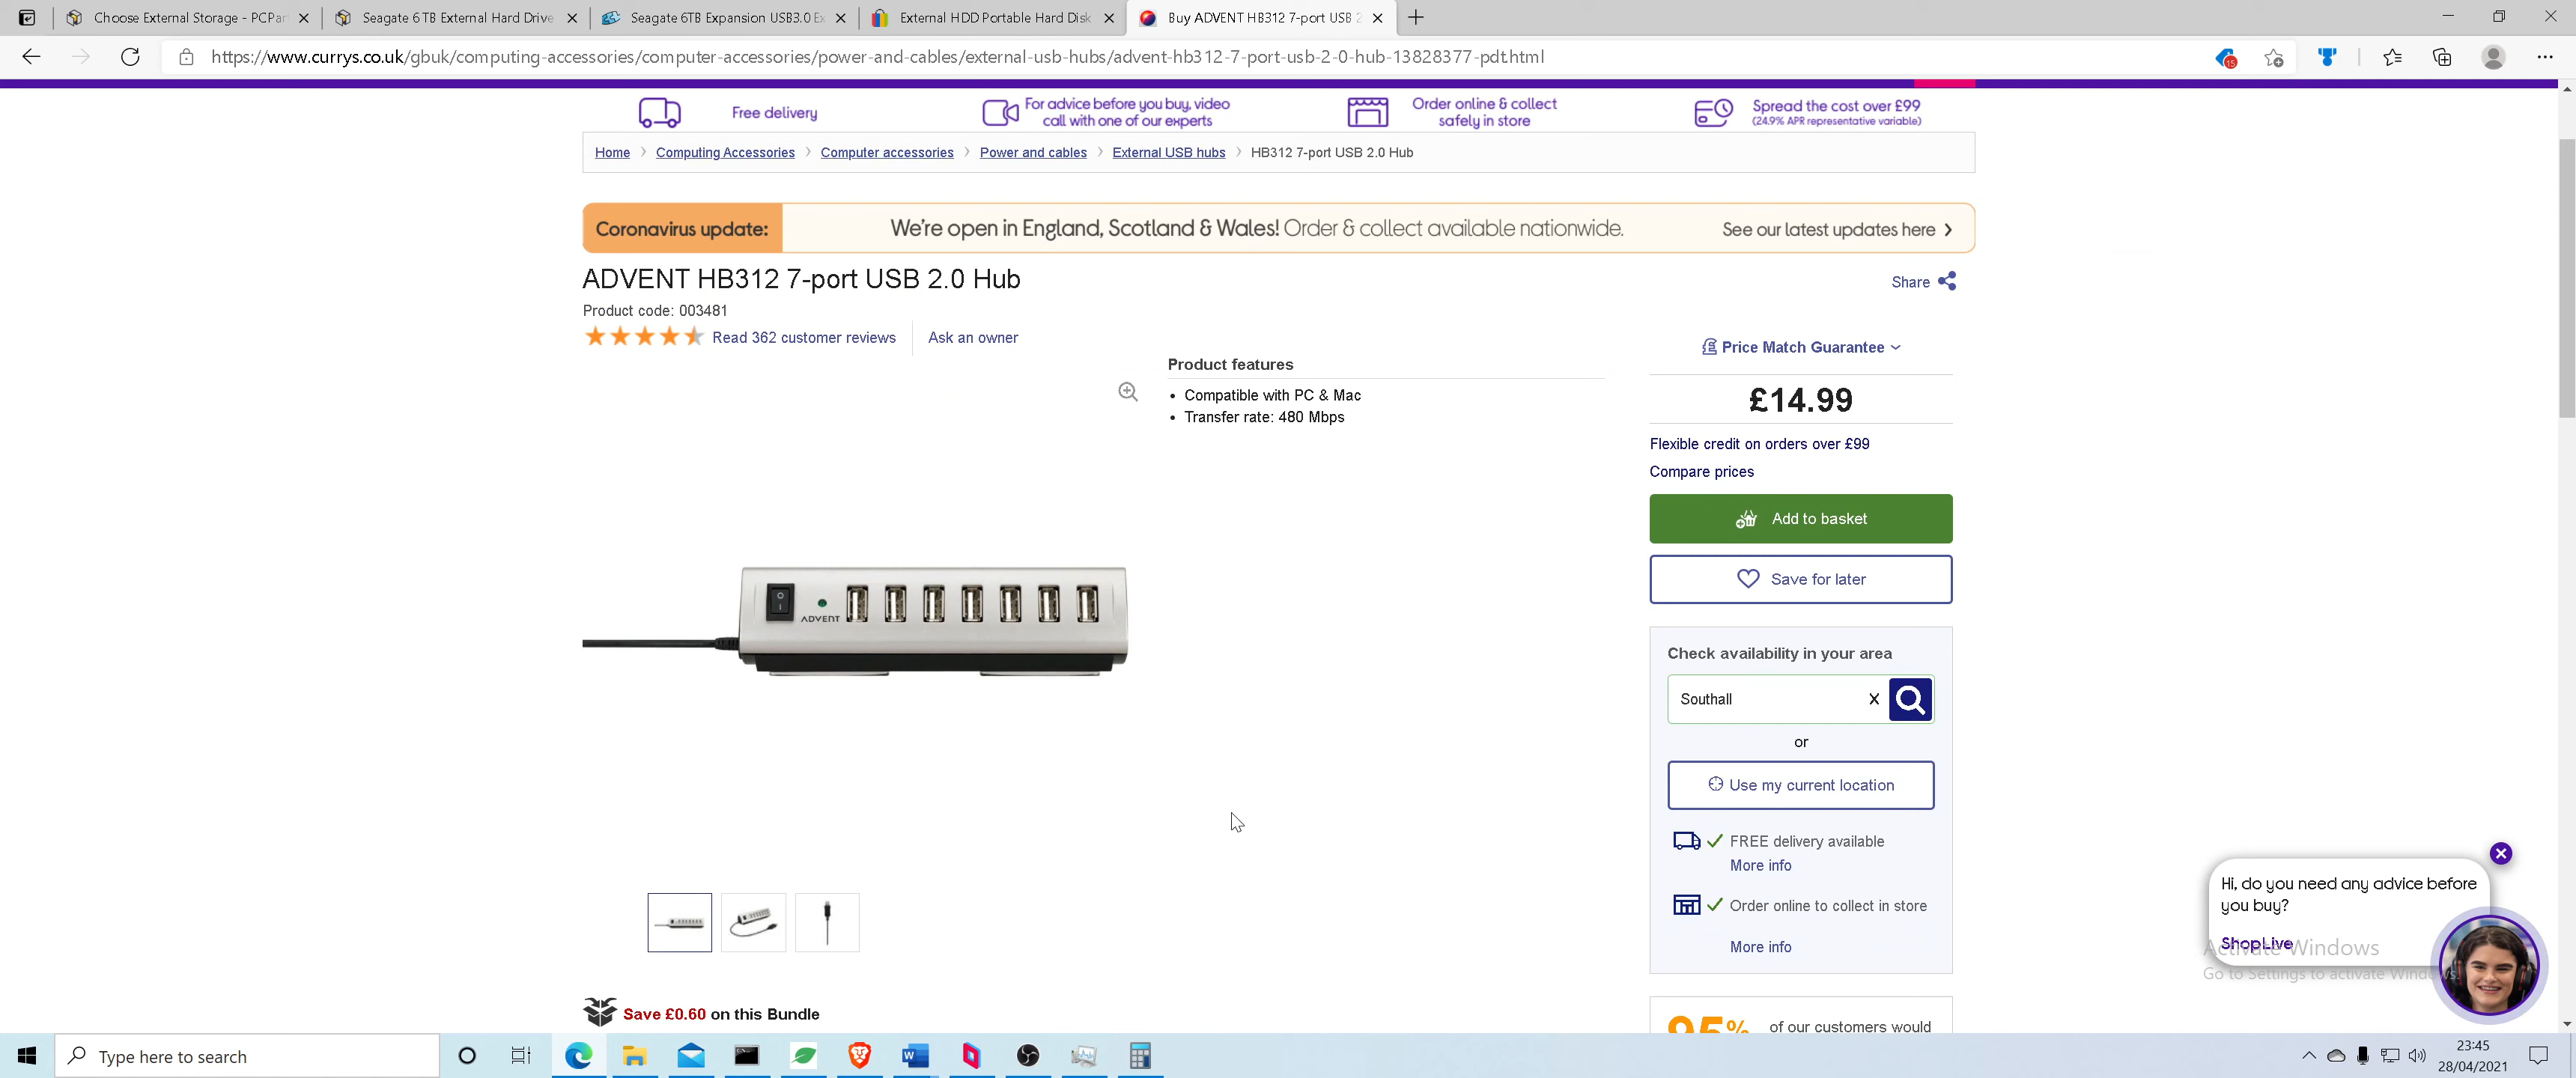 Choose External Storage - PCPar
Seagate 6 TB External Hard Drive
Seagate 6TB Expansion USB3.0 Ex
External HDD Portable Hard Disk
Buy ADVENT HB312 7-port USB 2
https://www.currys.co.uk/gbuk/computing-accessories/computer-accessories/power-and-cables/external-usb-hubs/advent-hb312-7-port-usb-2-0-hub-13828377-pdt.html
15
Free delivery
For advice before you buy, video
call with one of our experts
Order online & collect
safely in store
Spread the cost over £99
(24.9% APR representative variable)
Home > Computing Accessories > Computer accessories > Power and cables > External USB hubs > HB312 7-port USB 2.0 Hub
Coronavirus update: We're open in England, Scotland & Wales! Order & collect available nationwide. See our latest updates here >
ADVENT HB312 7-port USB 2.0 Hub
Share
Product code: 003481
Read 362 customer reviews
Ask an owner
Product features
• Compatible with PC & Mac
• Transfer rate: 480 Mbps
Price Match Guarantee
£14.99
Flexible credit on orders over £99
Compare prices
Add to basket
Save for later
ADVENT
Check availability in your area
Southall X
or
Use my current location
FREE delivery available
More info
Order online to collect in store
More info
Save £0.60 on this Bundle
95% of our customers would
Hi, do you need any advice before
you buy?
ShopLive
Activate Windows
Go to Settings to activate Windows.
Type here to search
23:45
28/04/2021